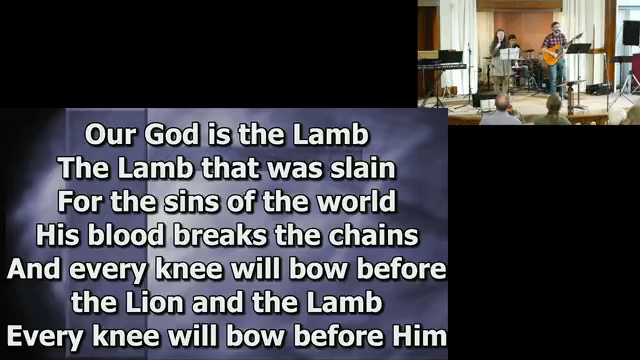 Our God is the Lamb
The Lamb that was slain
For the sins of the world
His blood breaks the chains
And every knee will bow before
the Lion and the Lamb
Every knee will bow before Him